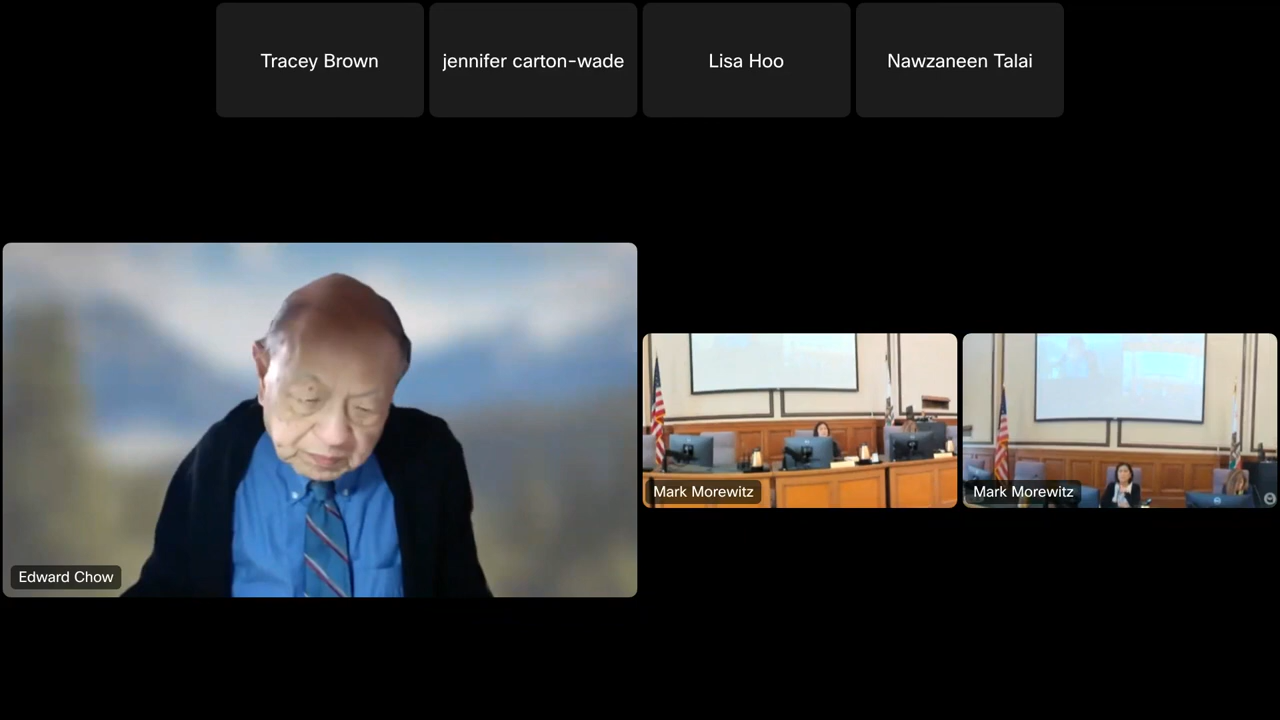 Tracey Brown
jennifer carton-wade
Lisa Hoo
Nawzaneen Talai
Edward Chow
Mark Morewitz
Mark Morewitz